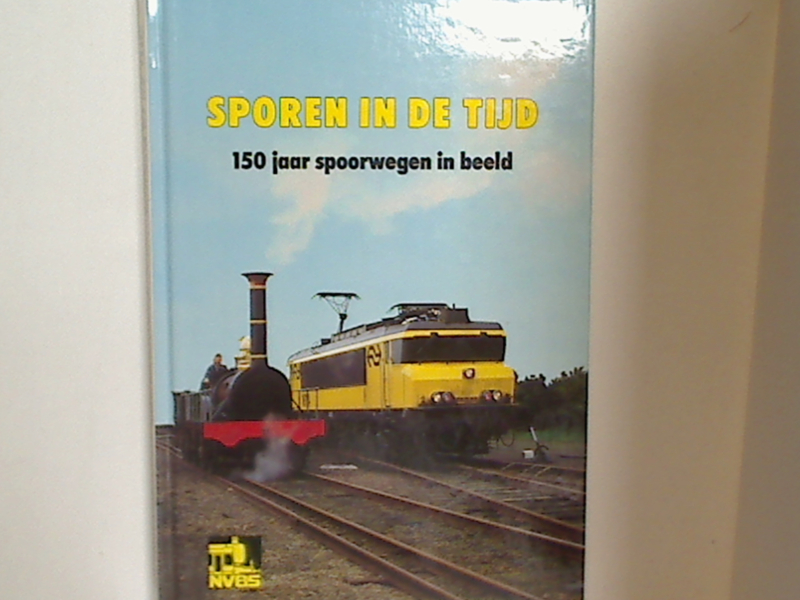 SPOREN IN DE TIJD
150 jaar spoorwegen in beeld
NVBS